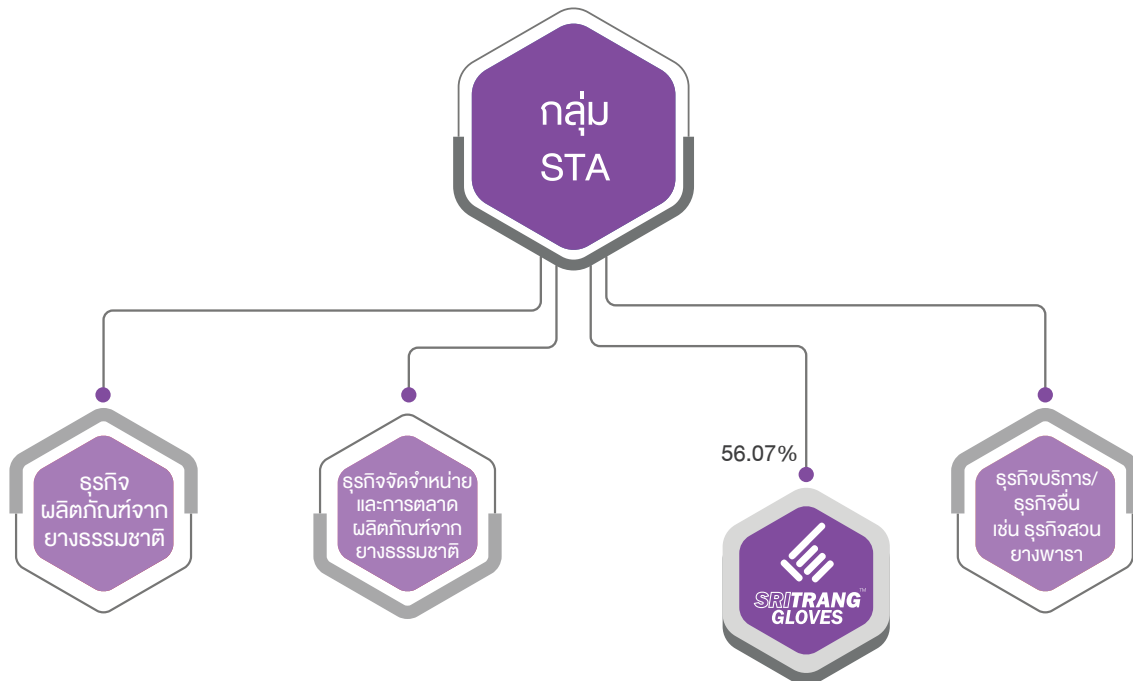 กลุ่ม
STA
ธุรกิจ
ผลิตภัณฑ์จาก
ยางธรรมชาติ
ธุรกิจจัดจำหน่าย
และการตลาด
ผลิตภัณฑ์จาก
ยางธรรมชาติ
56.07%
SRITRANG™
GLOVES
ธุรกิจบริการ/
ธุรกิจอื่น
เช่น ธุรกิจสวน
ยางพารา